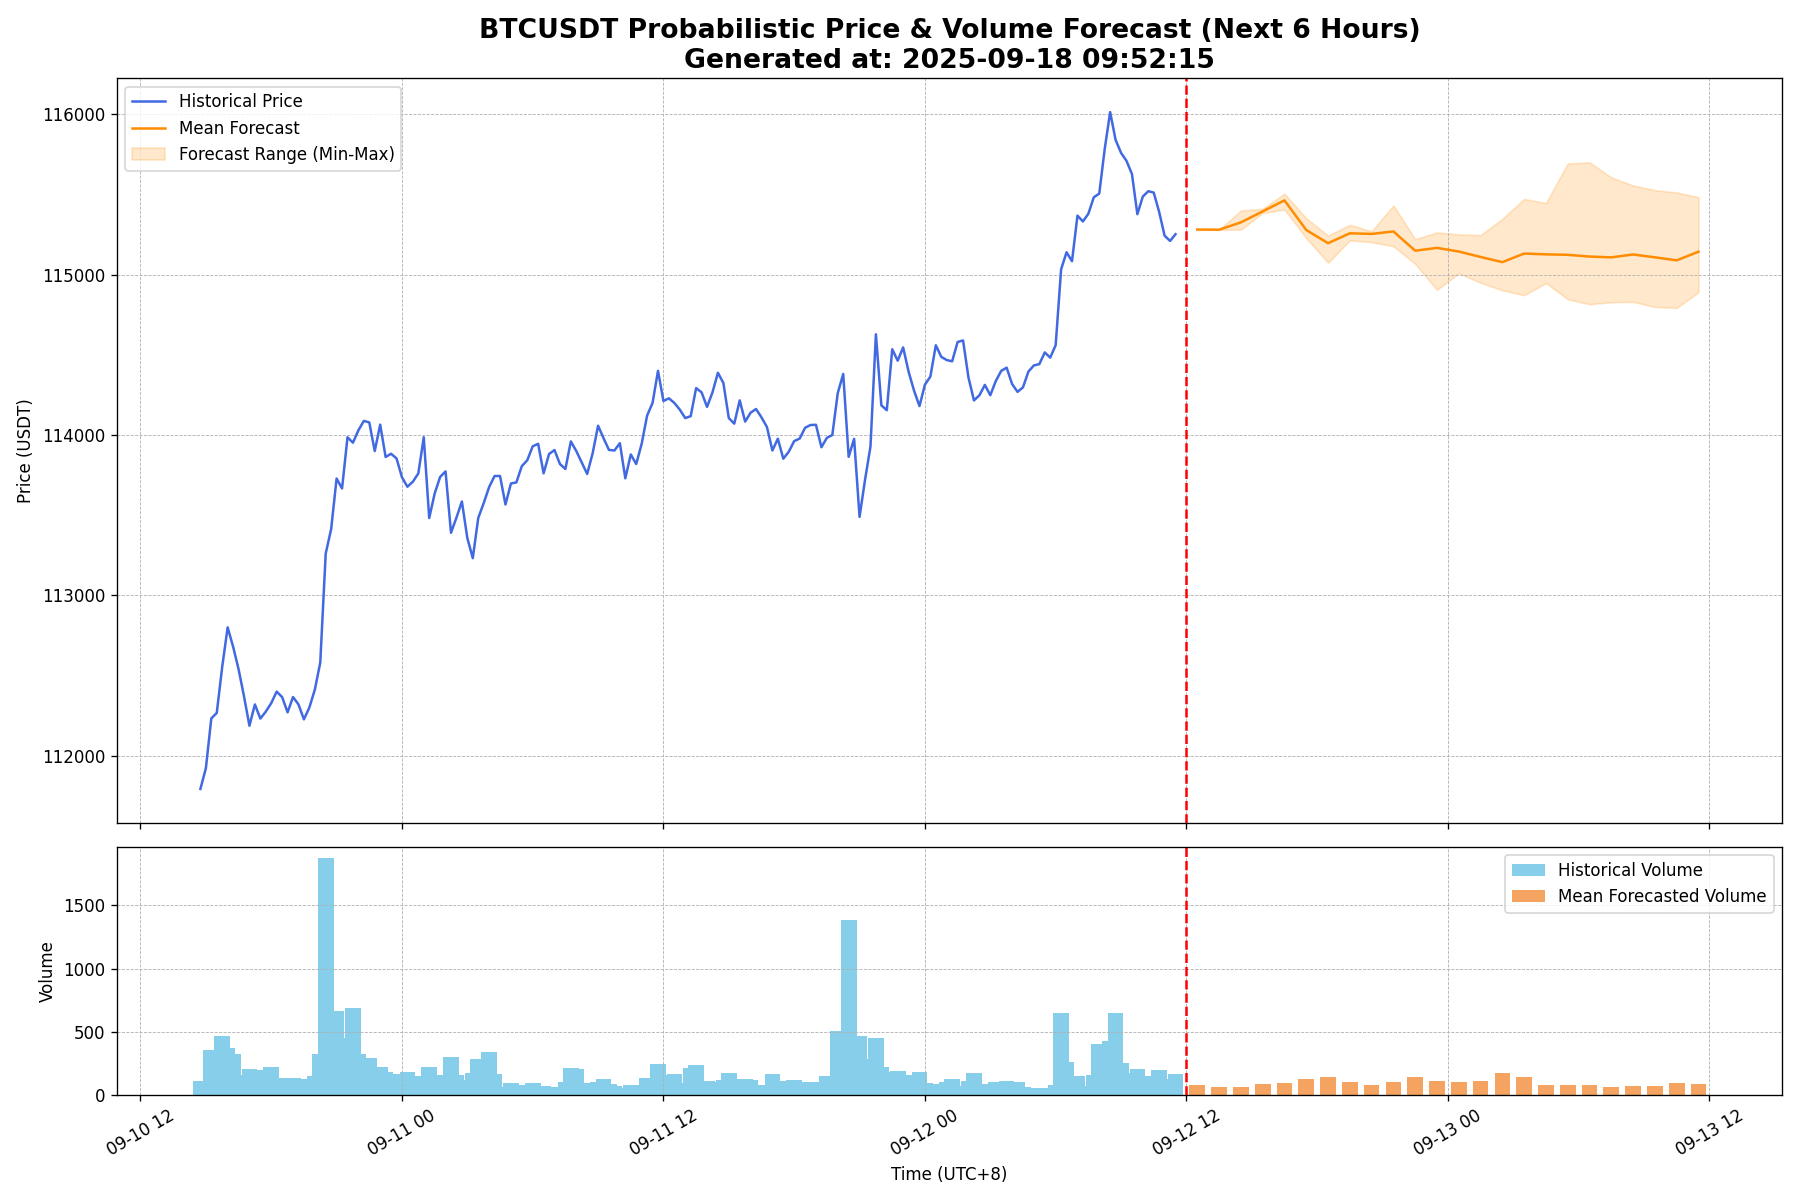 BTCUSDT Probabilistic Price & Volume Forecast (Next 6 Hours)
Generated at: 2025-09-18 09:52:15
Historical Price
Mean Forecast
Forecast Range (Min-Max)
116000
115000
114000
113000
112000
Price (USDT)
Historical Volume
Mean Forecasted Volume
1500
1000
500
0
Volume
09-10 12
09-11 00
09-11 12
09-12 00
09-12 12
09-13 00
09-13 12
Time (UTC+8)